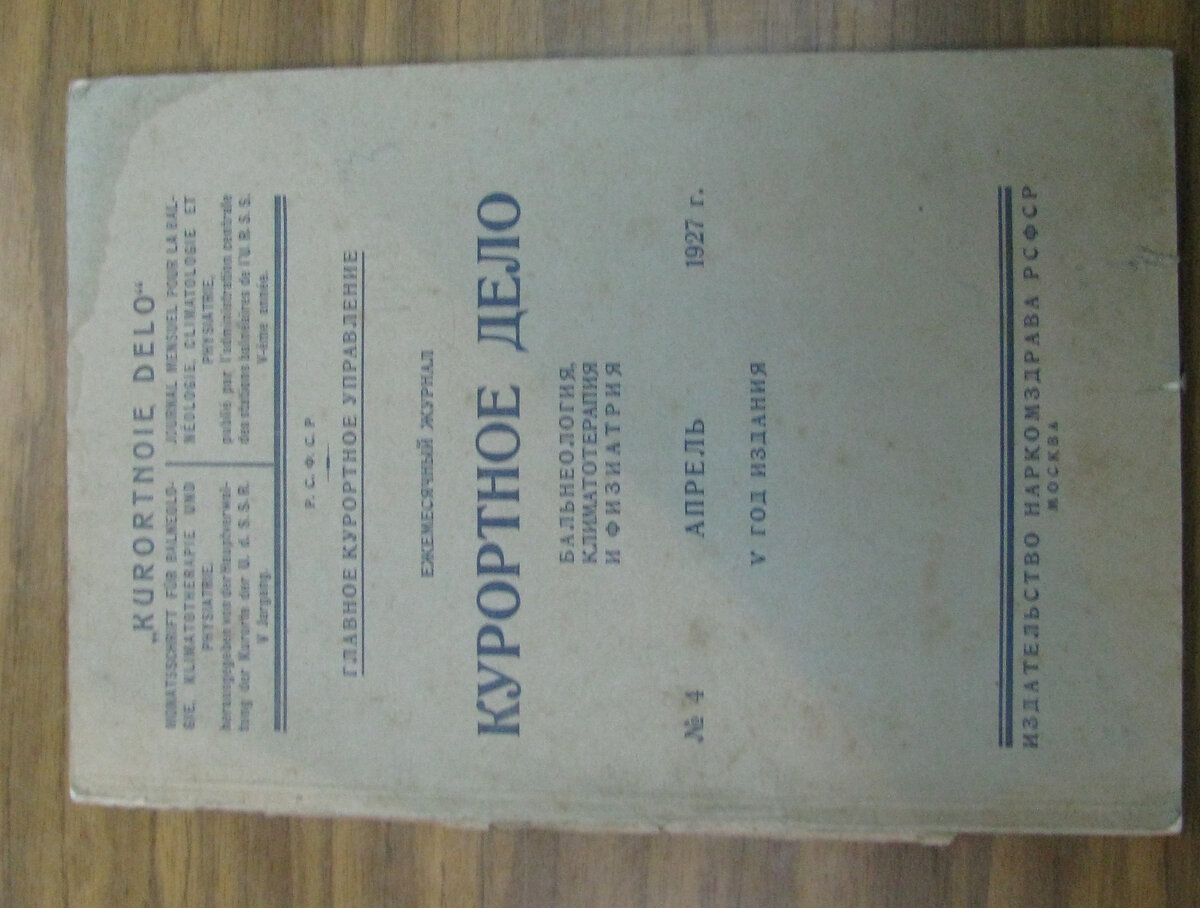 „KURORTNOIE DELO“
MONATSSCHRIFT FÜR BALNEOLO-
GIE, KLIMATOTHERAPIE UND
PHYSIATRIE,
herausgegeben von der Hauptverwal-
tung der Kurorte der U. d. S. S. R.
V Jargang.
JOURNAL MENSUEL POUR LA BAL-
NÉOLOGIE, CLIMATOLOGIE ET
PHYSIATRIE,
publié par l'administration centrale
des stations balnéaires de l'U. R. S. S.
V-ème année.
Р. С. Ф. С. Р
ГЛАВНОЕ КУРОРТНОЕ УПРАВЛЕНИЕ
ЕЖЕМЕСЯЧНЫЙ ЖУРНАЛ
КУРОРТНОЕ ДЕЛО
БАЛЬНЕОЛОГИЯ,
КЛИМАТОТЕРАПИЯ
И ФИЗИАТРИЯ
№ 4 АПРЕЛЬ 1927 г.
V ГОД ИЗДАНИЯ
ИЗДАТЕЛЬСТВО НАРКОМЗДРАВА РСФСР
МОСКВА